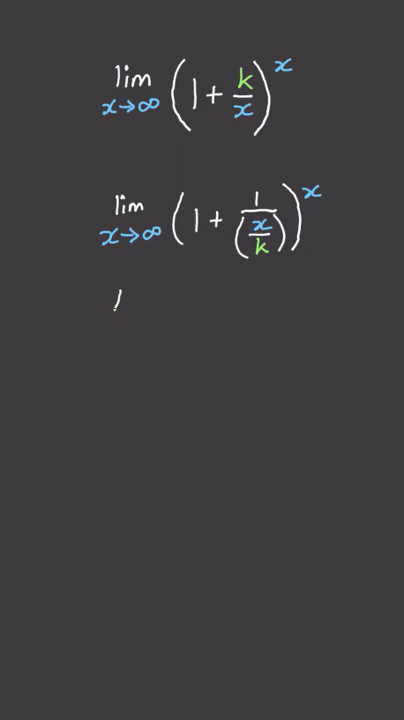 lim x→∞ (1 + k/x)^x
lim x→∞ (1 + 1/(x/k))^x